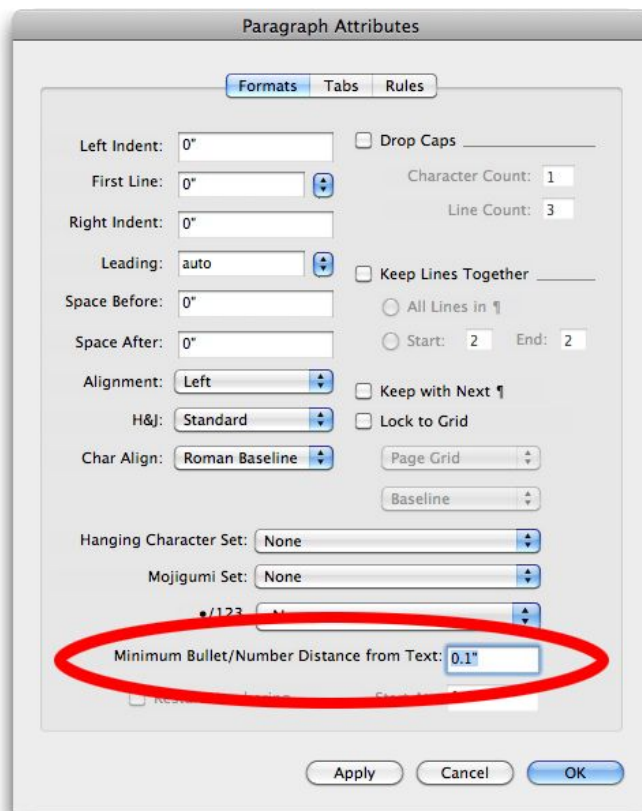 Paragraph Attributes
Formats Tabs Rules
Left Indent: 0"
First Line: 0"
Right Indent: 0"
Leading: auto
Space Before: 0"
Space After: 0"
Alignment: Left
H&J: Standard
Char Align: Roman Baseline
Drop Caps
Character Count: 1
Line Count: 3
Keep Lines Together
All Lines in ¶
Start: 2 End: 2
Keep with Next ¶
Lock to Grid
Page Grid
Baseline
Hanging Character Set: None
Mojigumi Set: None
•/123
Minimum Bullet/Number Distance from Text: 0.1"
Apply Cancel OK